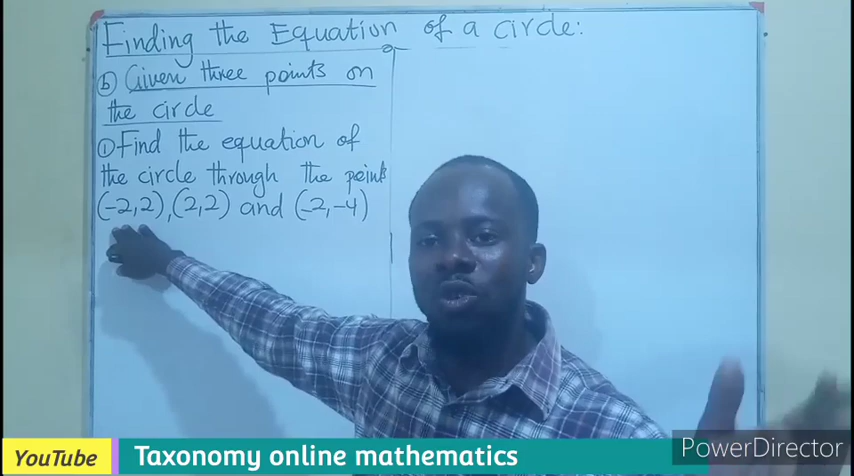 Finding the Equation of a circle:
(b) Given three points on
the circle
(1) Find the equation of
the circle through the points
(-2,2), (2,2) and (-2,-4)
YouTube Taxonomy online mathematics
PowerDirector